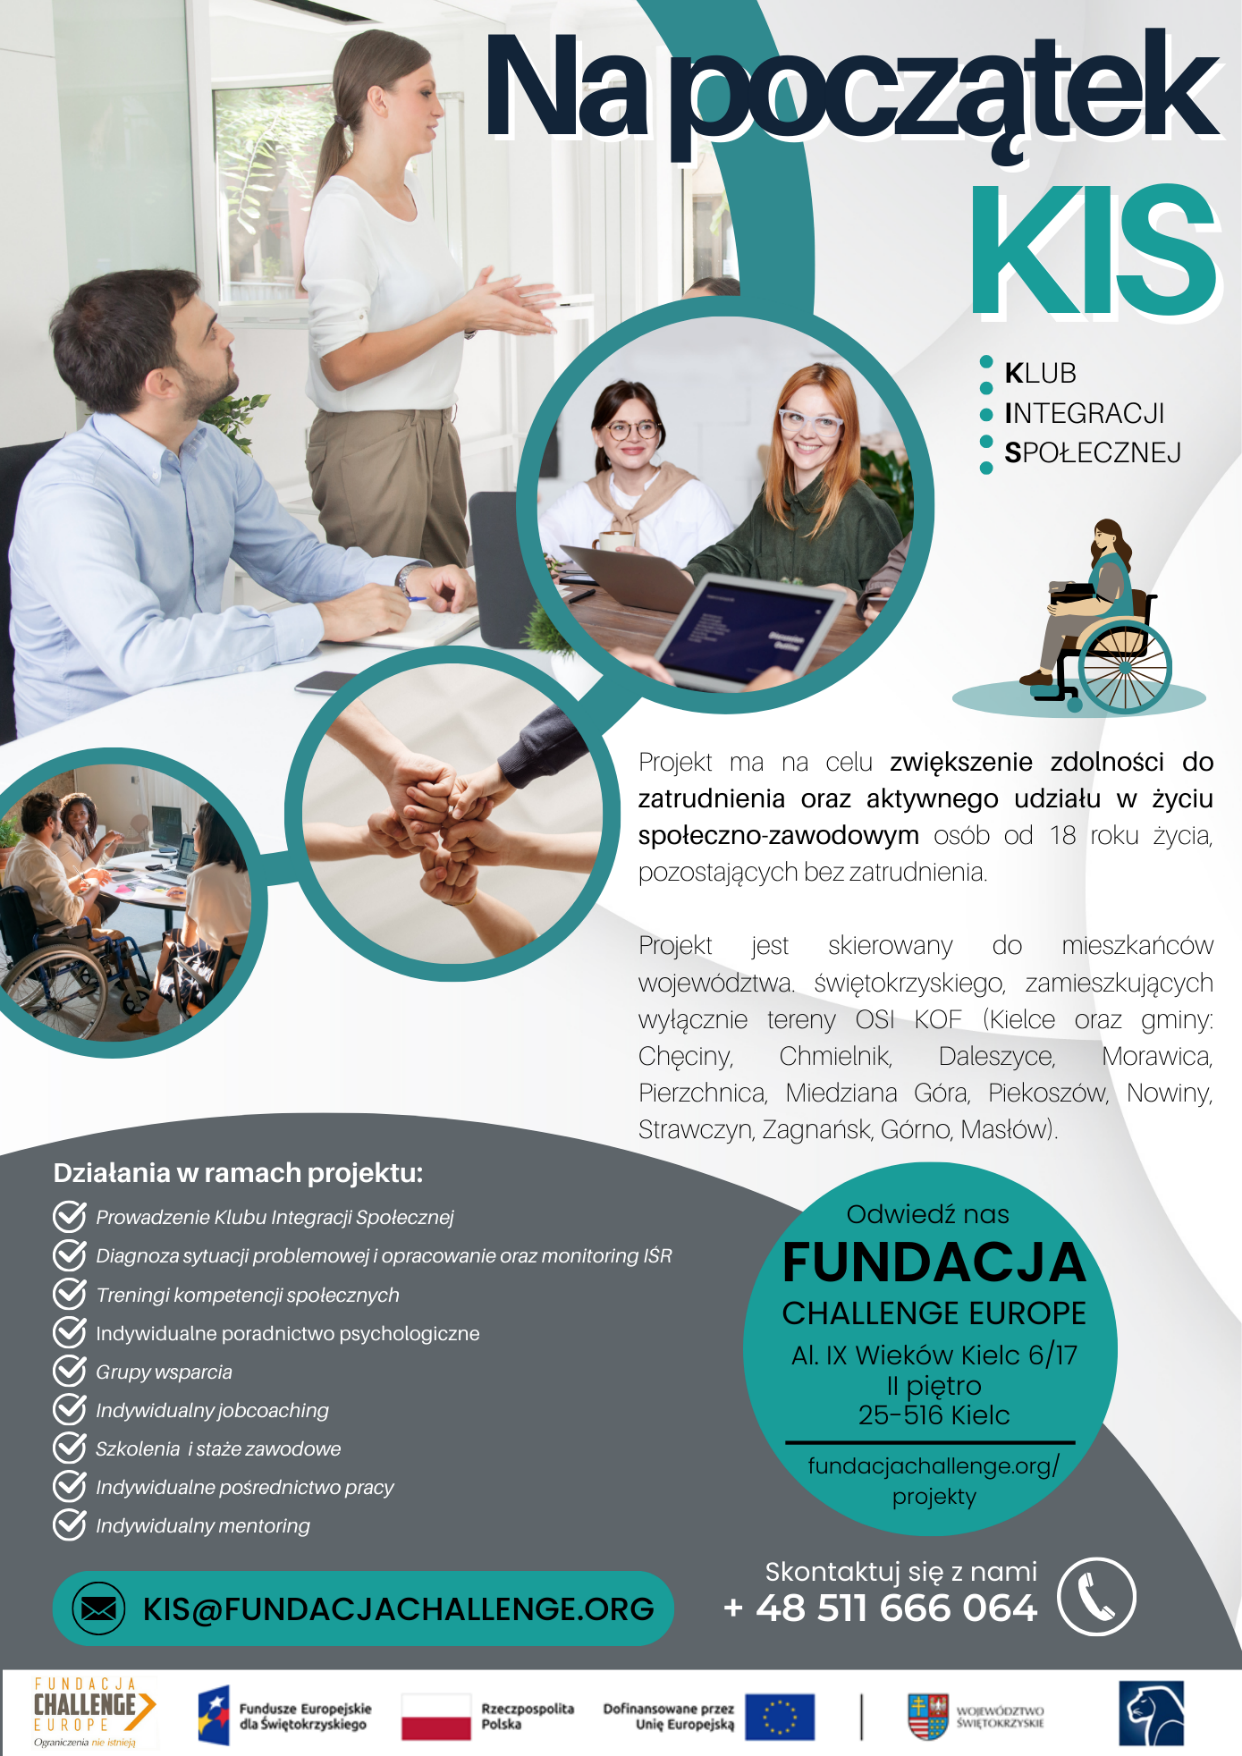 Na początek
KIS
KLUB
INTEGRACJI
SPOŁECZNEJ
Projekt ma na celu zwiększenie zdolności do
zatrudnienia oraz aktywnego udziału w życiu
społeczno-zawodowym osób od 18 roku życia,
pozostających bez zatrudnienia.
Projekt jest skierowany do mieszkańców
województwa. świętokrzyskiego, zamieszkujących
wyłącznie tereny OSI KOF (Kielce oraz gminy:
Chęciny, Chmielnik, Daleszyce, Morawica,
Pierzchnica, Miedziana Góra, Piekoszów, Nowiny,
Strawczyn, Zagnańsk, Górno, Masłów).
Działania w ramach projektu:
Prowadzenie Klubu Integracji Społecznej
Diagnoza sytuacji problemowej i opracowanie oraz monitoring IŚR
Treningi kompetencji społecznych
Indywidualne poradnictwo psychologiczne
Grupy wsparcia
Indywidualny jobcoaching
Szkolenia i staże zawodowe
Indywidualne pośrednictwo pracy
Indywidualny mentoring
Odwiedź nas
FUNDACJA
CHALLENGE EUROPE
Al. IX Wieków Kielc 6/17
II piętro
25-516 Kielc
fundacjachallenge.org/
projekty
KIS@FUNDACJACHALLENGE.ORG
Skontaktuj się z nami
+ 48 511 666 064
FUNDACJA
CHALLENGE
EUROPE
Ograniczenia nie istnieją
Fundusze Europejskie
dla Świętokrzyskiego
Rzeczpospolita
Polska
Dofinansowane przez
Unię Europejską
WOJEWÓDZTWO
ŚWIĘTOKRZYSKIE